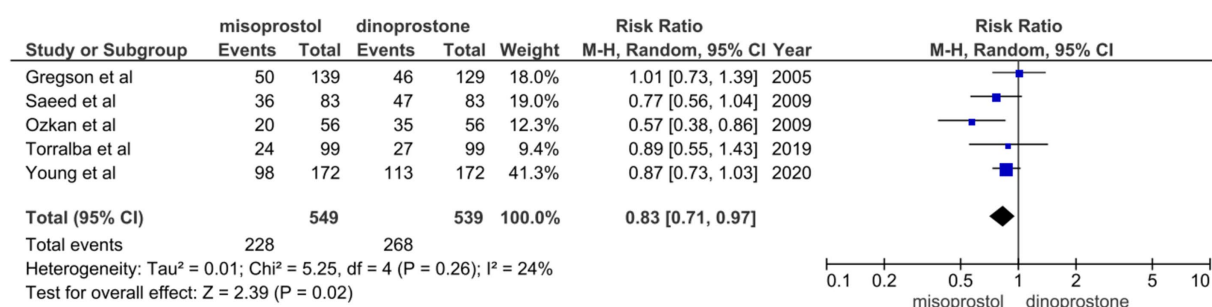 misoprostol dinoprostone Risk Ratio Risk Ratio
Study or Subgroup Events Total Events Total Weight M-H, Random, 95% CI Year M-H, Random, 95% CI
Gregson et al 50 139 46 129 18.0% 1.01 [0.73, 1.39] 2005
Saeed et al 36 83 47 83 19.0% 0.77 [0.56, 1.04] 2009
Ozkan et al 20 56 35 56 12.3% 0.57 [0.38, 0.86] 2009
Torralba et al 24 99 27 99 9.4% 0.89 [0.55, 1.43] 2019
Young et al 98 172 113 172 41.3% 0.87 [0.73, 1.03] 2020
Total (95% CI) 549 539 100.0% 0.83 [0.71, 0.97]
Total events 228 268
Heterogeneity: Tau² = 0.01; Chi² = 5.25, df = 4 (P = 0.26); I² = 24%
Test for overall effect: Z = 2.39 (P = 0.02)
0.1 0.2 0.5 1 2 5 10
misoprostol dinoprostone